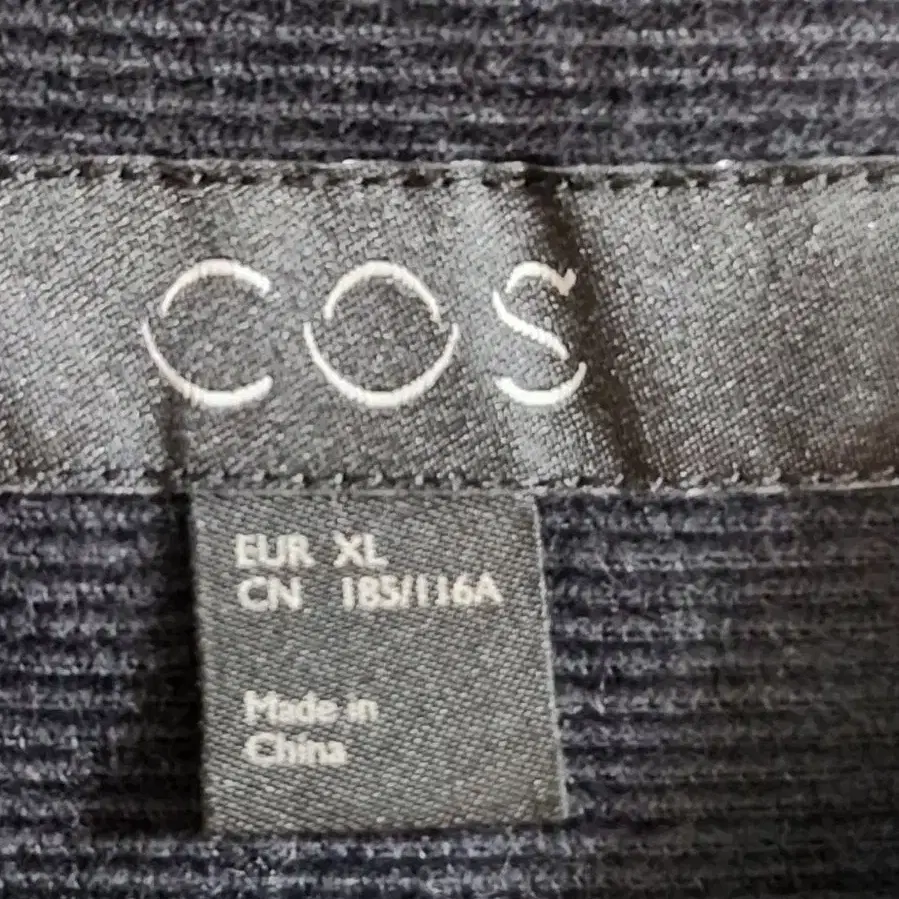 COS
EUR XL
CN 185/116A
Made in
China